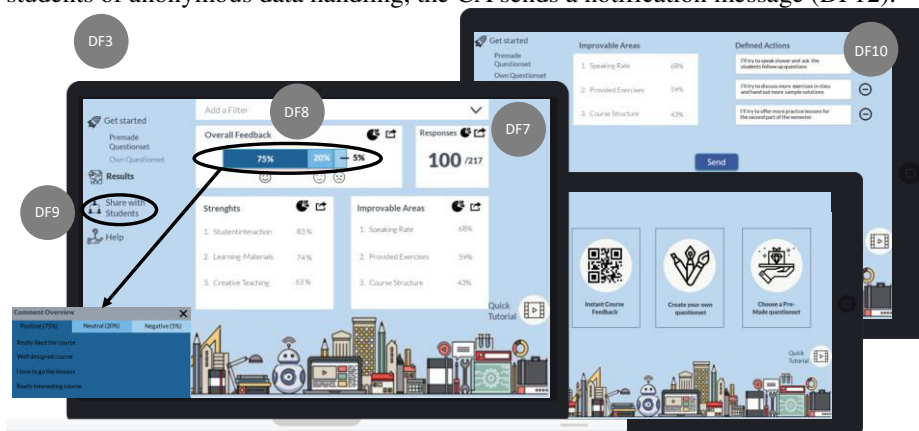 students of anonymous data handling, the CA sends a notification message (DF12).
DF3
DF8
DF7
DF9
DF10
Get started
Premade
Questionset
Own Questionset
Results
Share with
Students
Help
Add a Filter
Overall Feedback
75%
20%
5%
Responses
100 /217
Strenghts
1. Studentinteraction 83%
2. Learning-Materials 74%
3. Creative Teaching 63%
Improvable Areas
1. Speaking Rate 68%
2. Provided Exercises 59%
3. Course Structure 43%
Quick
Tutorial
Comment Overview X
Positive (75%) Neutral (20%) Negative (5%)
Really liked the course
Well designed course
I love to go the lessons
Really interesting course
Get started
Premade
Questionset
Own Questionset
Improvable Areas
1. Speaking Rate 68%
2. Provided Exercises 59%
3. Course Structure 43%
Defined Actions
I'll try to speak slower and ask the
students follow up questions
I'll try to discuss more exercises in class
and hand out more sample solutions
I'll try to offer more practice lessons for
the second part of the semester
Send
Instant Course
Feedback
Create your own
questionset
Choose a Pre-
Made questionset
Quick
Tutorial